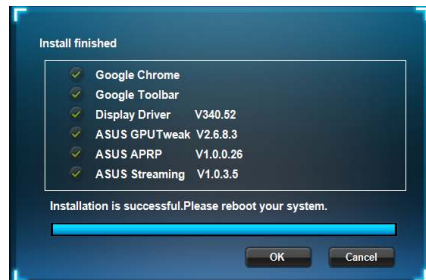 Install finished
Google Chrome
Google Toolbar
Display Driver V340.52
ASUS GPUTweak V2.6.8.3
ASUS APRP V1.0.0.26
ASUS Streaming V1.0.3.5
Installation is successful.Please reboot your system.
OK Cancel